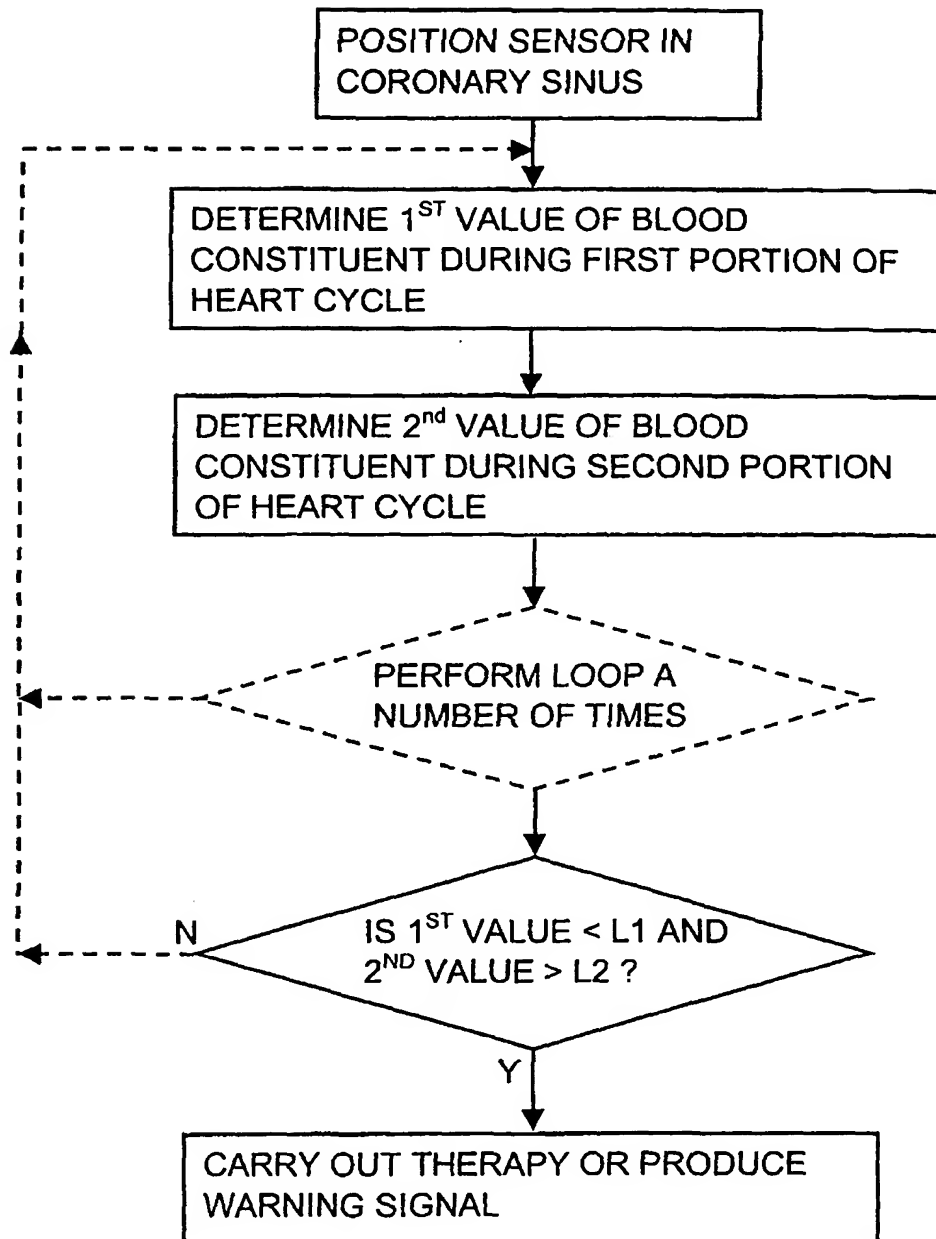 POSITION SENSOR IN
CORONARY SINUS
DETERMINE 1ST VALUE OF BLOOD
CONSTITUENT DURING FIRST PORTION OF
HEART CYCLE
DETERMINE 2nd VALUE OF BLOOD
CONSTITUENT DURING SECOND PORTION
OF HEART CYCLE
PERFORM LOOP A
NUMBER OF TIMES
N
IS 1ST VALUE < L1 AND
2ND VALUE > L2 ?
Y
CARRY OUT THERAPY OR PRODUCE
WARNING SIGNAL